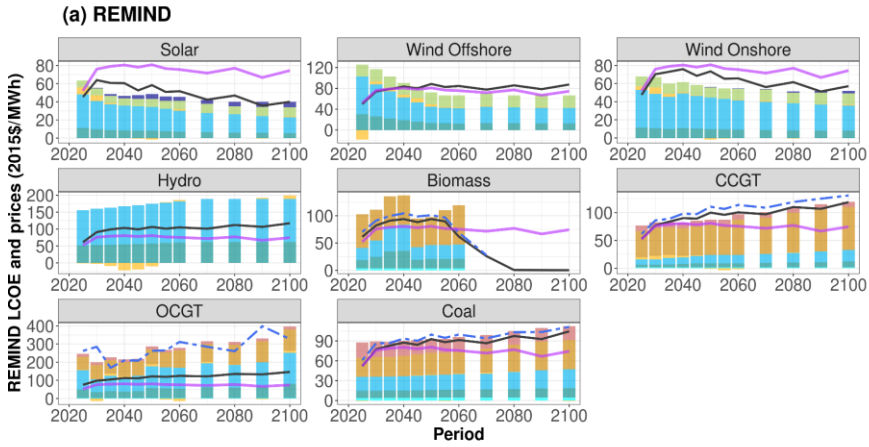 (a) REMIND
REMIND LCOE and prices (2015$/MWh)
Solar
80
60
40
20
0
2020 2040 2060 2080 2100
Wind Offshore
120
80
40
0
2020 2040 2060 2080 2100
Wind Onshore
80
60
40
20
0
2020 2040 2060 2080 2100
Hydro
200
150
100
50
0
2020 2040 2060 2080 2100
Biomass
100
50
0
2020 2040 2060 2080 2100
CCGT
100
50
0
2020 2040 2060 2080 2100
OCGT
400
300
200
100
0
2020 2040 2060 2080 2100
Coal
90
60
30
0
2020 2040 2060 2080 2100
Period